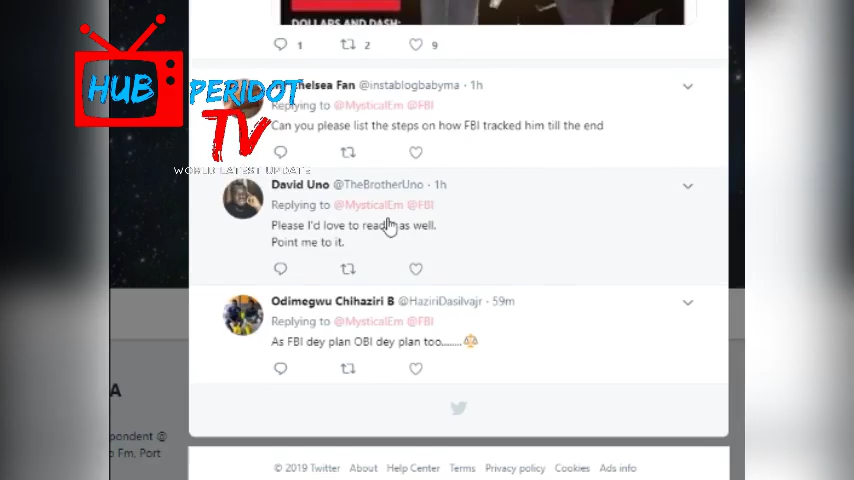 DOLLARS AND DASH:
1 2 9
HUB PERIDOT
TV
WORLD LATEST UPDATE
helsea Fan @instablogbabyma · 1h
Replying to @MysticalEm @FBI
Can you please list the steps on how FBI tracked him till the end
David Uno @TheBrotherUno · 1h
Replying to @MysticalEm @FBI
Please I'd love to read as well.
Point me to it.
Odimegwu Chihaziri B @HaziriDasilvajr · 59m
Replying to @MysticalEm @FBI
As FBI dey plan OBI dey plan too.......⚖️
A
pondent @
Fm. Port
© 2019 Twitter About Help Center Terms Privacy policy Cookies Ads info